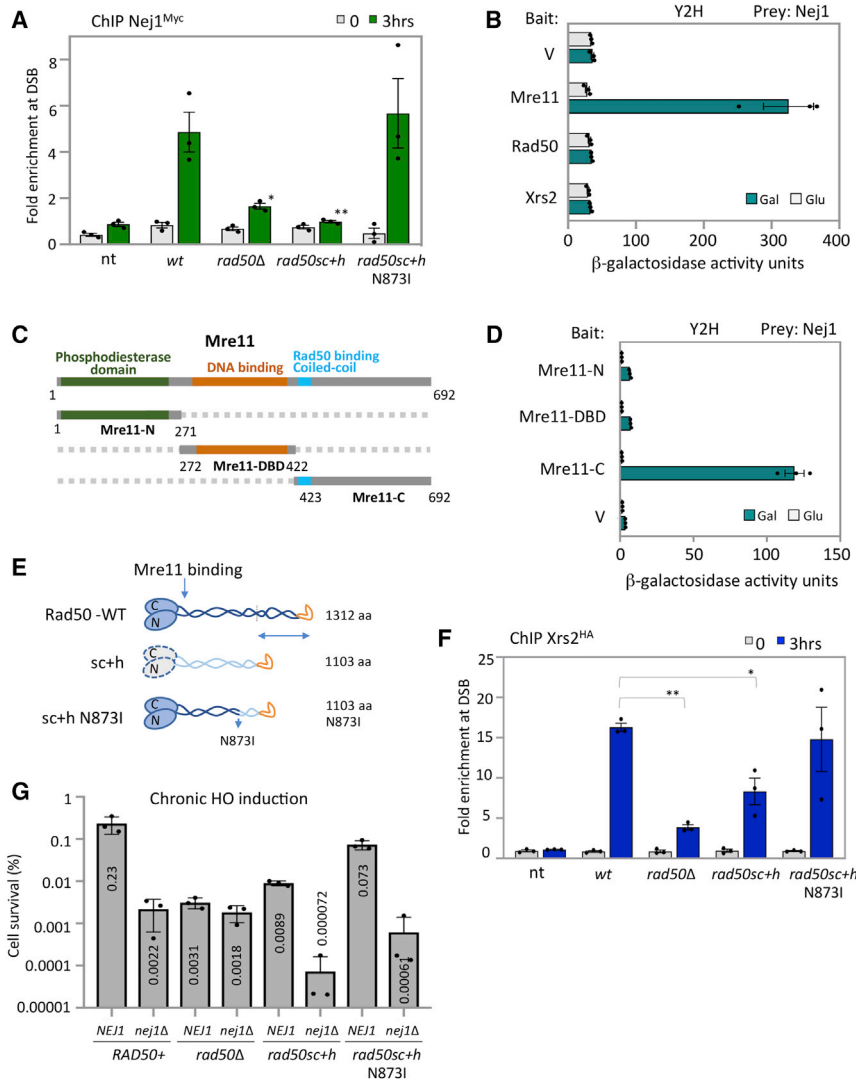 A
ChIP Nej1Myc
0
3hrs
Fold enrichment at DSB
8
6
4
2
0
*
**
nt
wt
rad50Δ
rad50sc+h
rad50sc+h
N873I
B
Bait:
Y2H
Prey: Nej1
V
Mre11
Rad50
Xrs2
Gal
Glu
0
100
200
300
400
β-galactosidase activity units
C
Mre11
Phosphodiesterase
domain
DNA binding
Rad50 binding
Coiled-coil
1
692
1
Mre11-N
271
272
Mre11-DBD
422
423
Mre11-C
692
D
Bait:
Y2H
Prey: Nej1
Mre11-N
Mre11-DBD
Mre11-C
V
Gal
Glu
0
50
100
150
β-galactosidase activity units
E
Mre11 binding
Rad50 -WT
C
N
1312 aa
sc+h
C
N
1103 aa
sc+h N873I
C
N
1103 aa
N873I
N873I
F
ChIP Xrs2HA
0
3hrs
Fold enrichment at DSB
25
20
15
10
5
0
**
*
nt
wt
rad50Δ
rad50sc+h
rad50sc+h
N873I
G
Chronic HO induction
Cell survival (%)
1
0.1
0.01
0.001
0.0001
0.00001
0.23
0.0022
0.0031
0.0018
0.0089
0.000072
0.073
0.00061
NEJ1
nej1Δ
NEJ1
nej1Δ
NEJ1
nej1Δ
NEJ1
nej1Δ
RAD50+
rad50Δ
rad50sc+h
rad50sc+h
N873I